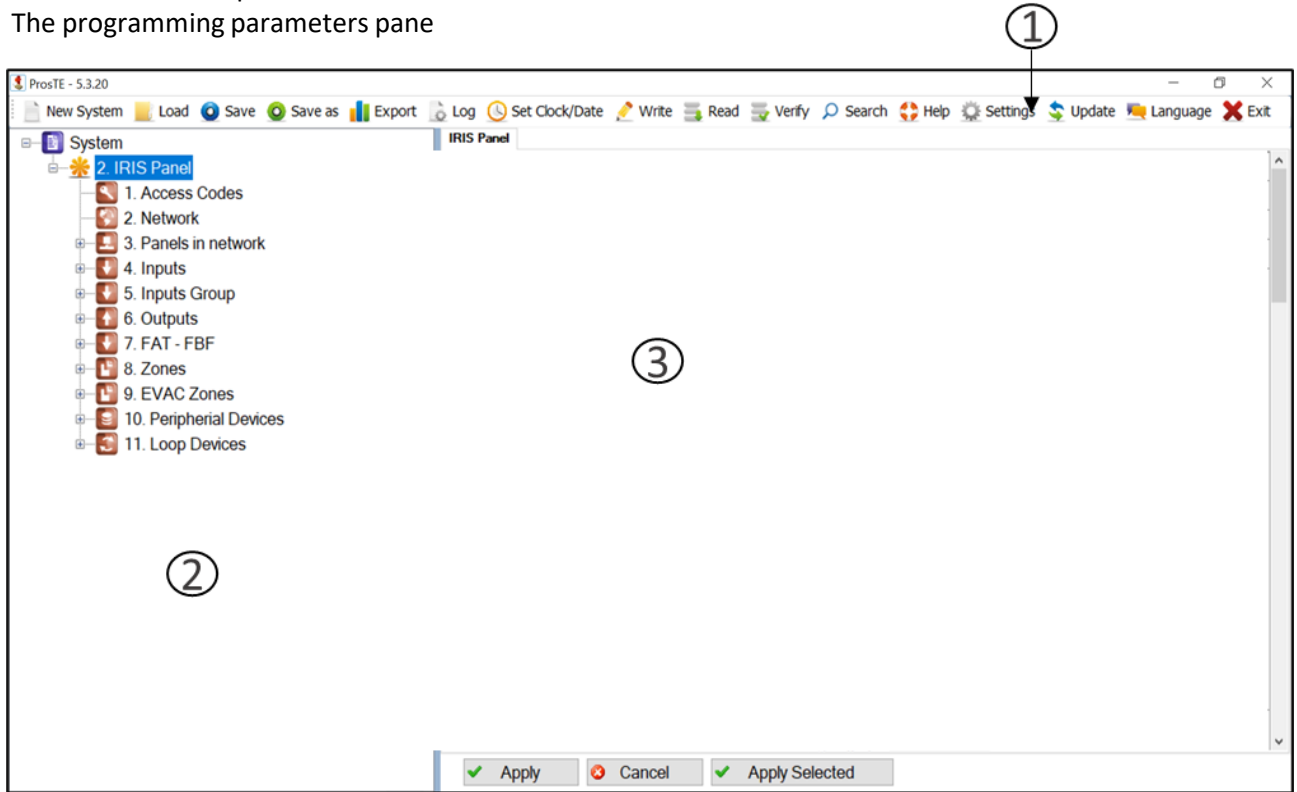 The programming parameters pane
1
ProsTE - 5.3.20
New System Load Save Save as Export Log Set Clock/Date Write Read Verify Search Help Settings Update Language Exit
System
IRIS Panel
2. IRIS Panel
1. Access Codes
2. Network
3. Panels in network
4. Inputs
5. Inputs Group
6. Outputs
7. FAT - FBF
8. Zones
9. EVAC Zones
10. Peripherial Devices
11. Loop Devices
3
2
Apply Cancel Apply Selected